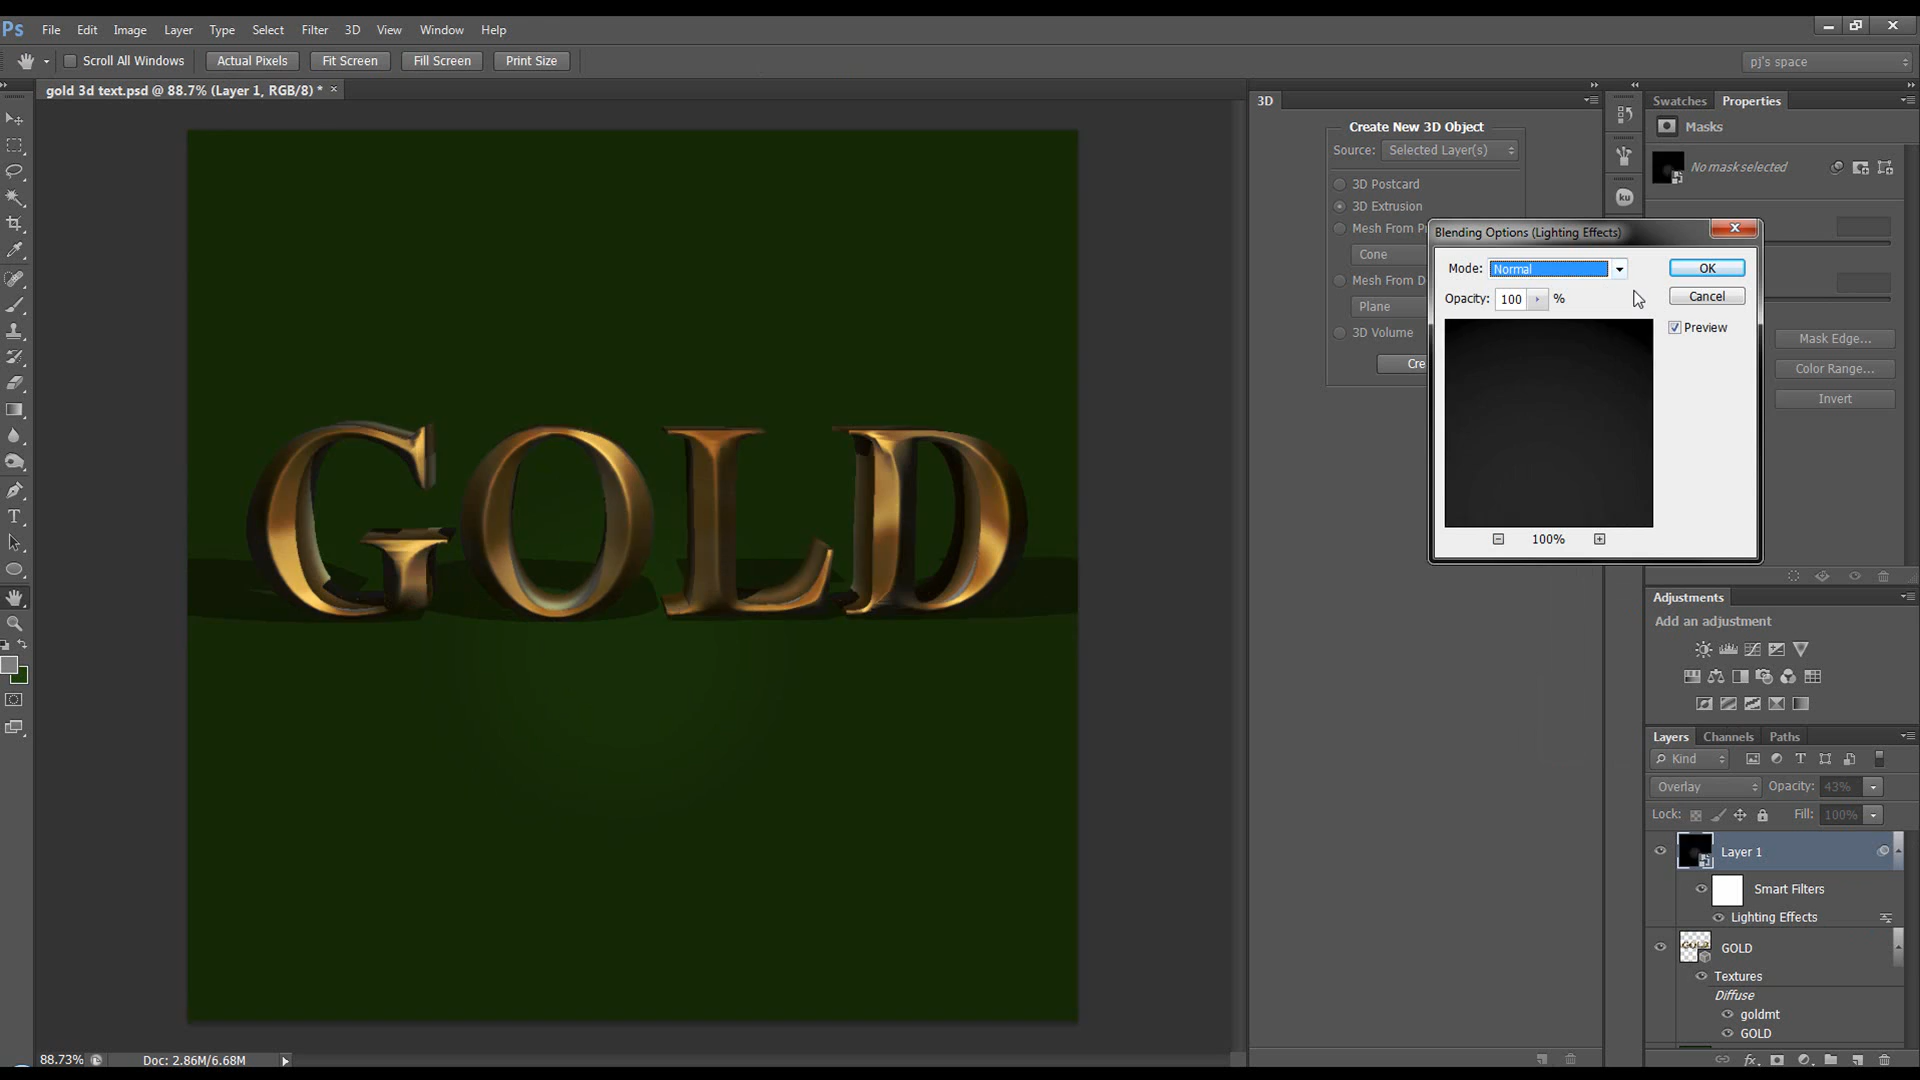 Ps File Edit Image Layer Type Select Filter 3D View Window Help
Scroll All Windows Actual Pixels Fit Screen Fill Screen Print Size pj's space
gold 3d text.psd @ 88.7% (Layer 1, RGB/8) * ×
3D
Swatches Properties
Create New 3D Object
Masks
Source: Selected Layer(s)
No mask selected
3D Postcard
3D Extrusion
ku
Mesh From
Cone
Mesh From
Plane
3D Volume
Cre
Blending Options (Lighting Effects)
Mode: Normal OK
Opacity: 100 % Cancel
Preview
100%
Mask Edge...
Color Range...
Invert
GOLD
Adjustments
Add an adjustment
Layers Channels Paths
Kind
Overlay Opacity: 43%
Lock: Fill: 100%
Layer 1
Smart Filters
Lighting Effects
GOLD
Textures
Diffuse
goldmt
GOLD
88.73% Doc: 2.86M/6.68M
fx